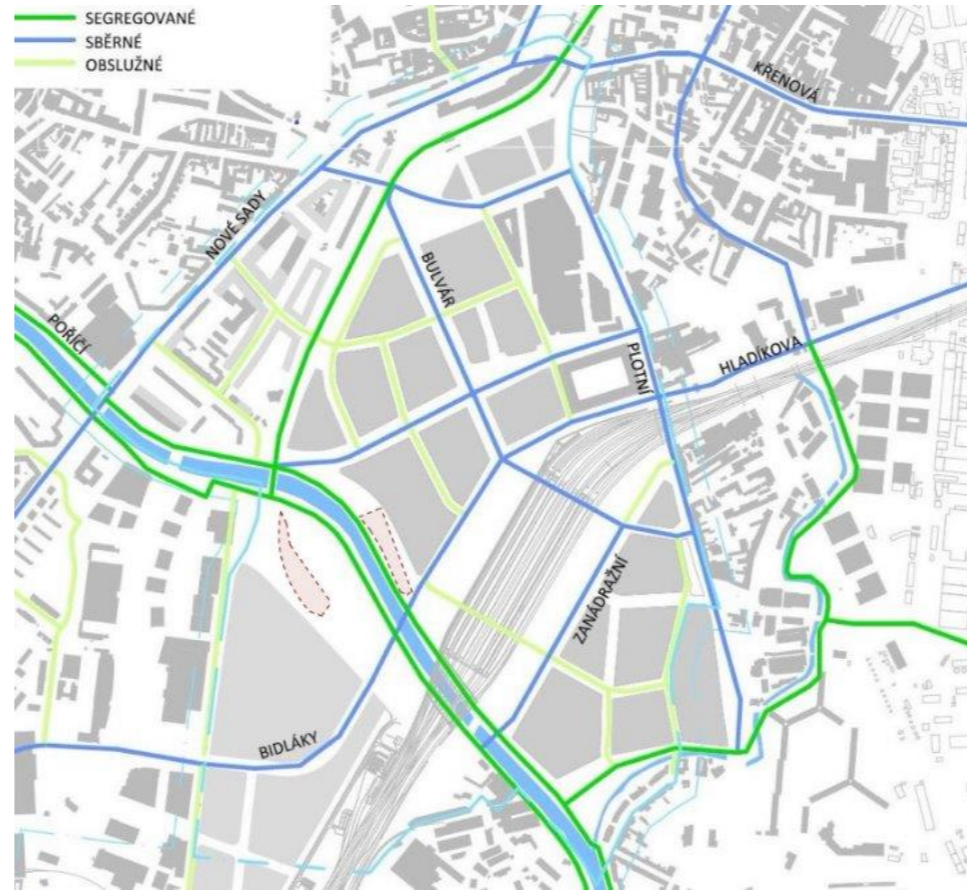 SEGREGOVANÉ
SBĚRNÉ
OBSLUŽNÉ
KŘENOVÁ
NOVÉ SADY
BULVÁR
POŘÍČÍ
PLOTNÍ
HLADÍKOVA
ZANÁDRAŽNÍ
BIDLÁKY